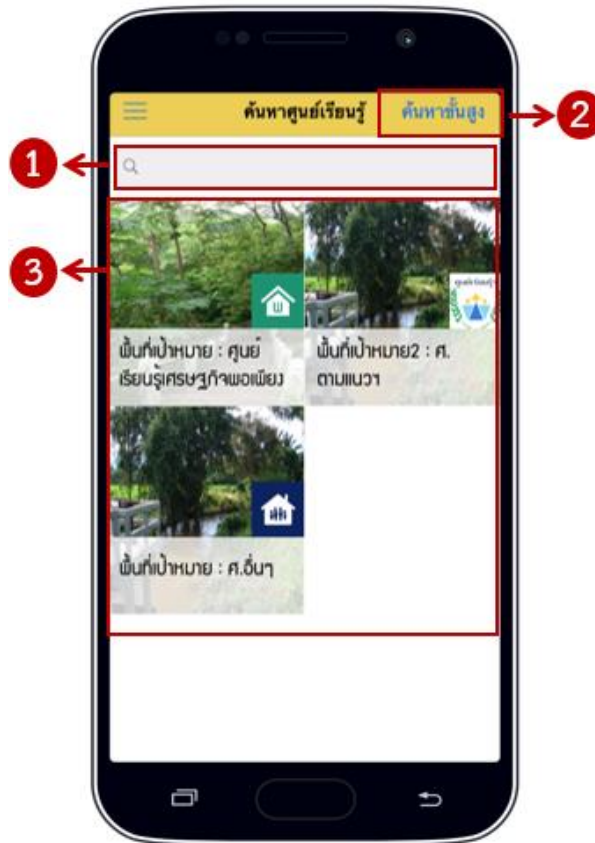 ค้นหาศูนย์เรียนรู้ ค้นหาขั้นสูง
2
1
3
พื้นที่เป้าหมาย : ศูนย์
เรียนรู้เศรษฐกิจพอเพียง
พื้นที่เป้าหมาย2 : ศ.
ตามแนวฯ
พื้นที่เป้าหมาย : ศ.อื่นๆ